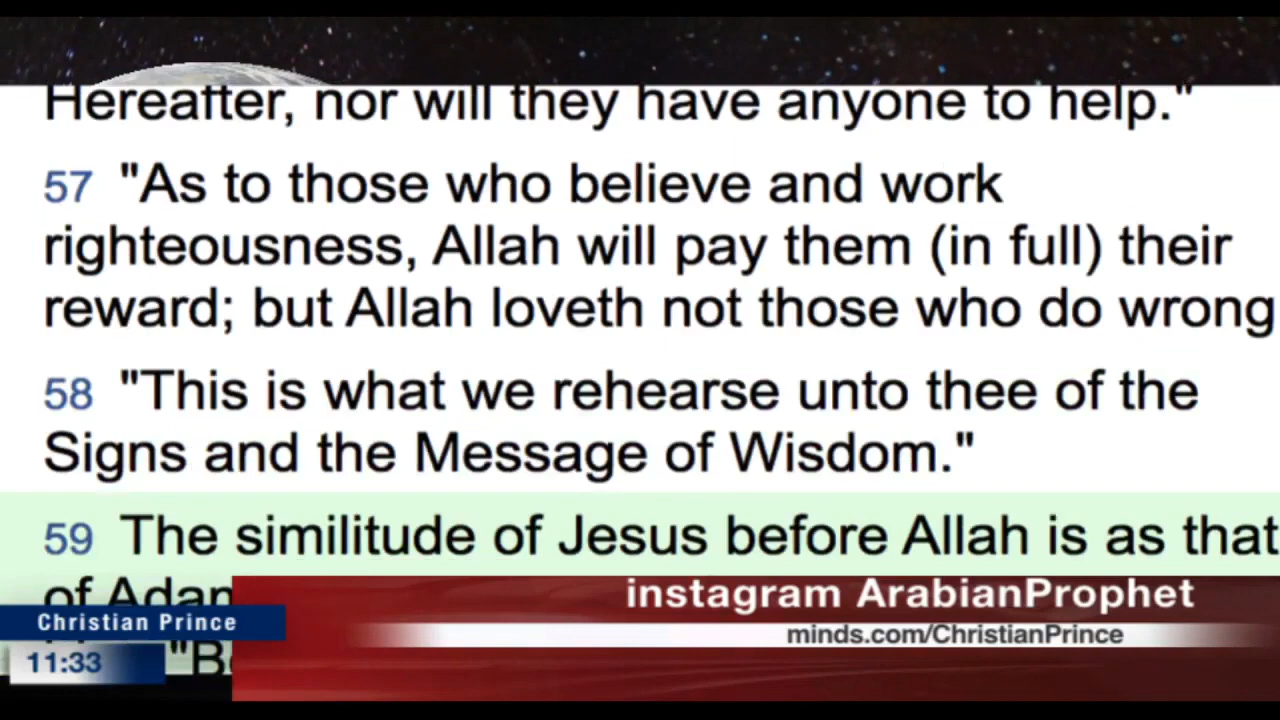 Hereafter, nor will they have anyone to help."
57 "As to those who believe and work
righteousness, Allah will pay them (in full) their
reward; but Allah loveth not those who do wrong
58 "This is what we rehearse unto thee of the
Signs and the Message of Wisdom."
59 The similitude of Jesus before Allah is as that
of Adam
instagram ArabianProphet
Christian Prince
minds.com/ChristianPrince
11:33